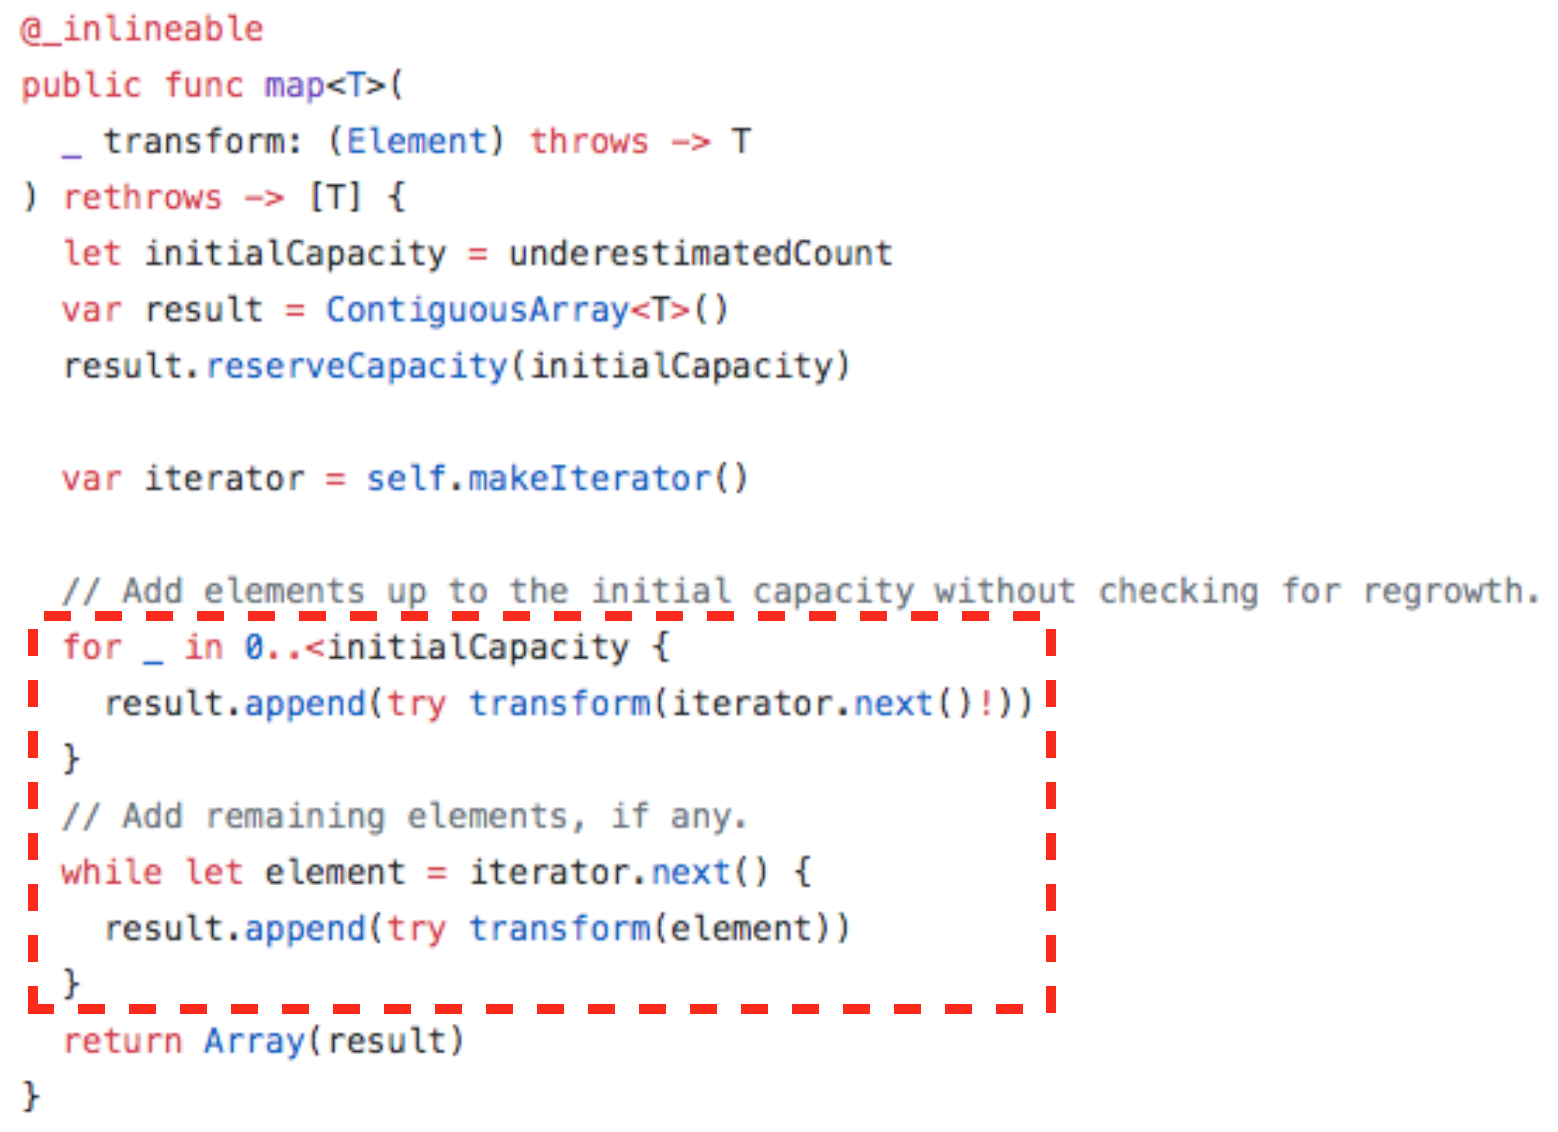 @_inlineable
public func map<T>(
  _ transform: (Element) throws -> T
) rethrows -> [T] {
  let initialCapacity = underestimatedCount
  var result = ContiguousArray<T>()
  result.reserveCapacity(initialCapacity)

  var iterator = self.makeIterator()

  // Add elements up to the initial capacity without checking for regrowth.
  for _ in 0..<initialCapacity {
    result.append(try transform(iterator.next()!))
  }
  // Add remaining elements, if any.
  while let element = iterator.next() {
    result.append(try transform(element))
  }
  return Array(result)
}